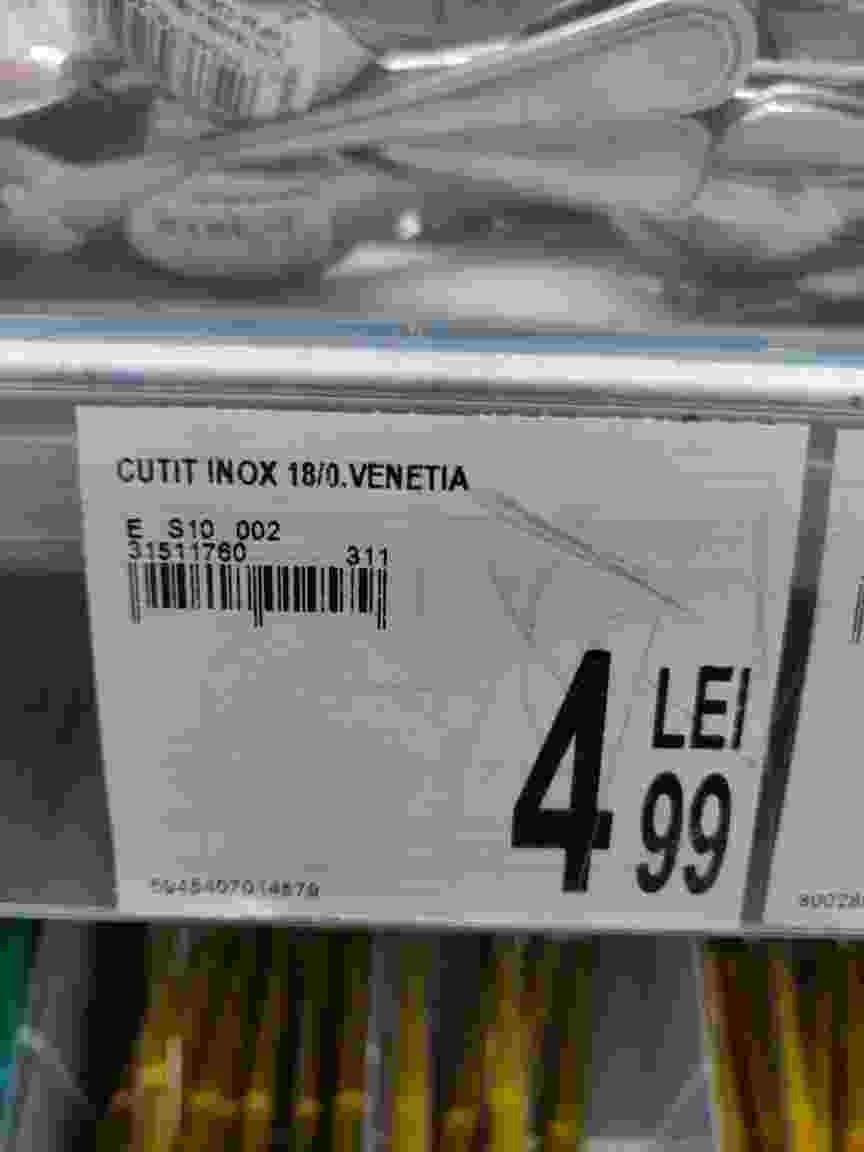 CUTIT INOX 18/0.VENETIA
E S10 002
31511760 311
4 LEI
99
5945407014879